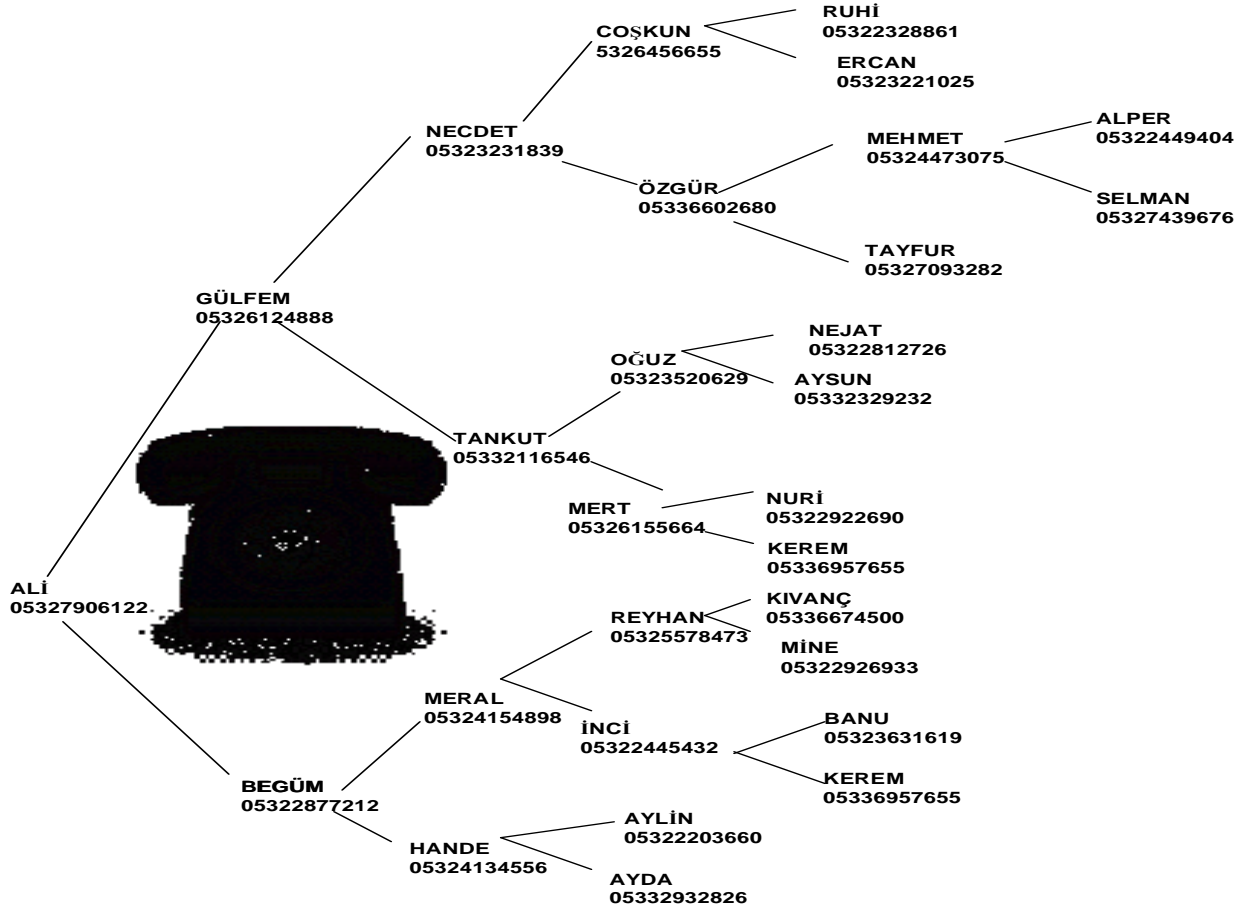 RUHİ
05322328861
COŞKUN
5326456655
ERCAN
05323221025
ALPER
05322449404
NECDET
05323231839
MEHMET
05324473075
ÖZGÜR
05336602680
SELMAN
05327439676
TAYFUR
05327093282
GÜLFEM
05326124888
NEJAT
05322812726
OĞUZ
05323520629
AYSUN
05332329232
TANKUT
05332116546
NURİ
05322922690
MERT
05326155664
KEREM
05336957655
ALİ
05327906122
KIVANÇ
05336674500
REYHAN
05325578473
MİNE
05322926933
MERAL
05324154898
BANU
05323631619
İNCİ
05322445432
KEREM
05336957655
BEGÜM
05322877212
AYLİN
05322203660
HANDE
05324134556
AYDA
05332932826